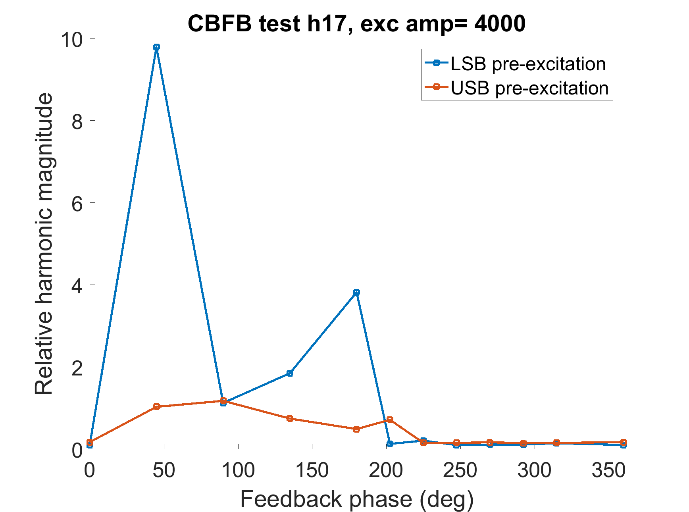 CBFB test h17, exc amp= 4000
LSB pre-excitation
USB pre-excitation
Relative harmonic magnitude
10
8
6
4
2
0
0 50 100 150 200 250 300 350
Feedback phase (deg)